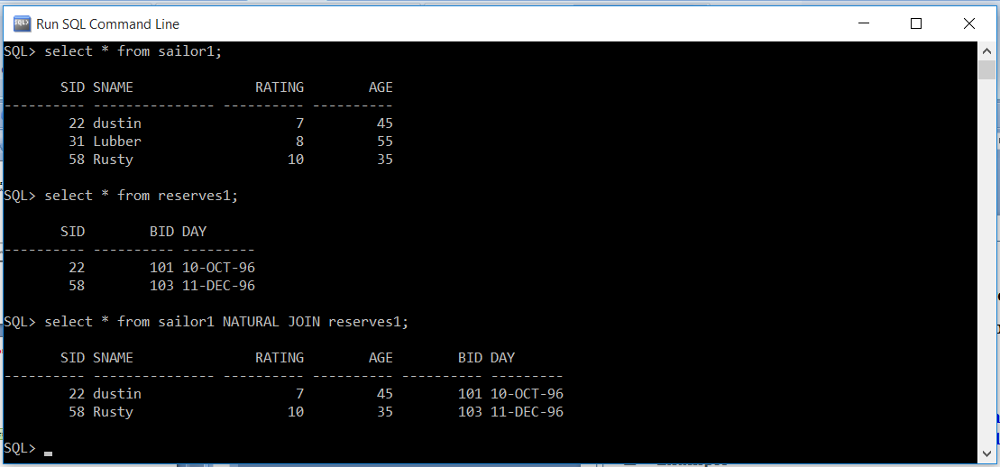 Run SQL Command Line
SQL> select * from sailor1;
SID SNAME RATING AGE
---------- --------------- ---------- ----------
22 dustin 7 45
31 Lubber 8 55
58 Rusty 10 35
SQL> select * from reserves1;
SID BID DAY
---------- ---------- ---------
22 101 10-OCT-96
58 103 11-DEC-96
SQL> select * from sailor1 NATURAL JOIN reserves1;
SID SNAME RATING AGE BID DAY
---------- --------------- ---------- ---------- ---------- ---------
22 dustin 7 45 101 10-OCT-96
58 Rusty 10 35 103 11-DEC-96
SQL> _